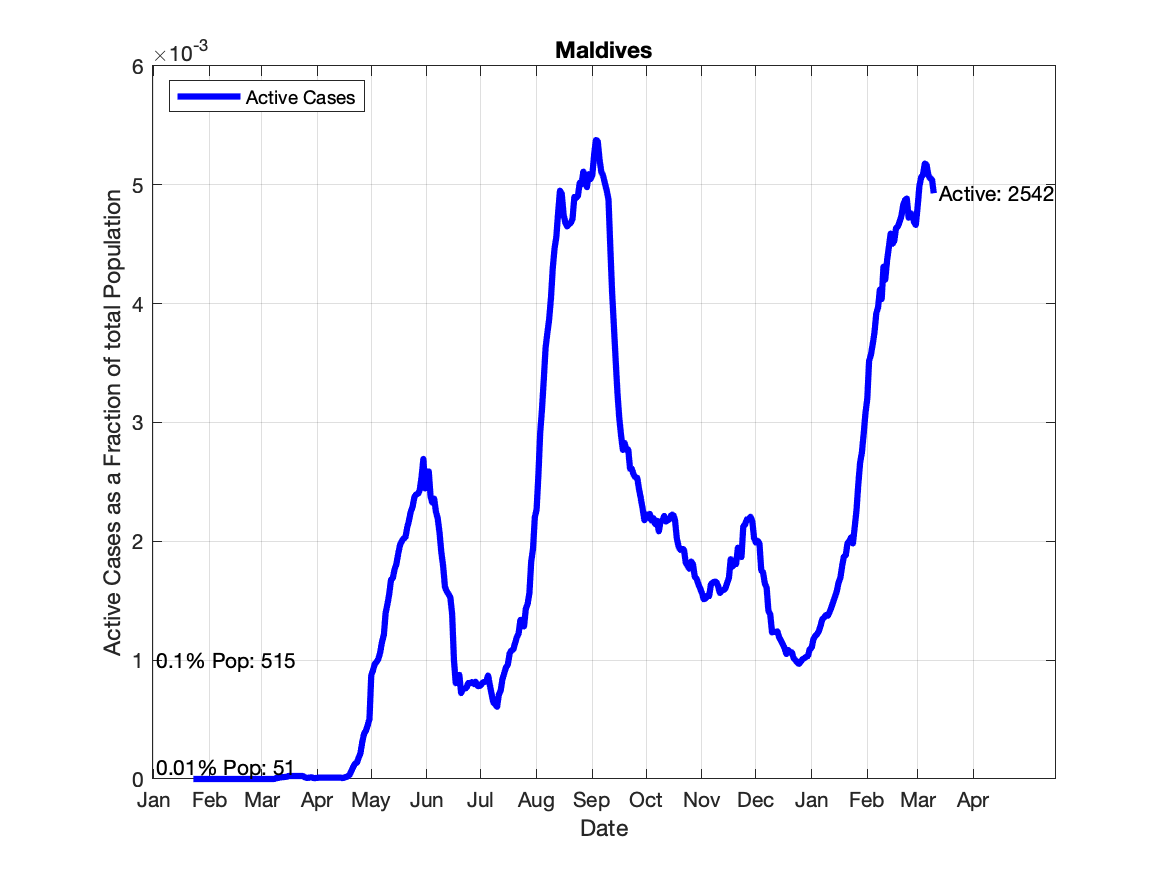 Maldives
×10-3
Active Cases
6
5
4
3
2
1
0
Active Cases as a Fraction of total Population
Active: 2542
0.1% Pop: 515
0.01% Pop: 51
Jan Feb Mar Apr May Jun Jul Aug Sep Oct Nov Dec Jan Feb Mar Apr
Date